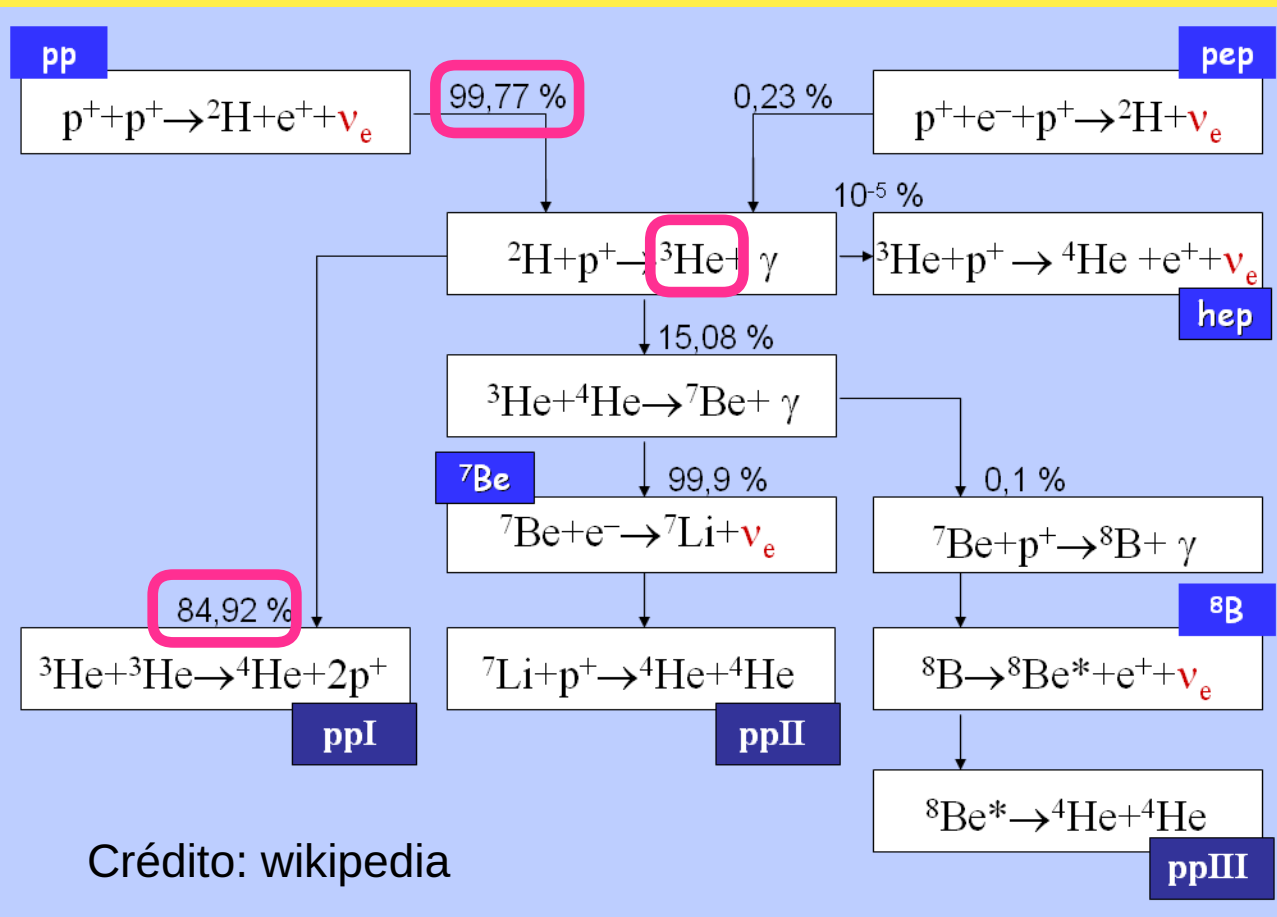 pp
pep
99,77 %
0,23 %
p⁺+p⁺→²H+e⁺+νₑ
p⁺+e⁻+p⁺→²H+νₑ
10⁻⁵ %
²H+p⁺→³He+ γ
³He+p⁺ → ⁴He +e⁺+νₑ
hep
15,08 %
³He+⁴He→⁷Be+ γ
⁷Be
99,9 %
0,1 %
⁷Be+e⁻→⁷Li+νₑ
⁷Be+p⁺→⁸B+ γ
84,92 %
⁸B
³He+³He→⁴He+2p⁺
⁷Li+p⁺→⁴He+⁴He
⁸B→⁸Be*+e⁺+νₑ
ppI
ppII
⁸Be*→⁴He+⁴He
Crédito: wikipedia
ppIII